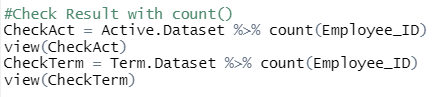 #Check Result with count()
CheckAct = Active.Dataset %>% count(Employee_ID)
view(CheckAct)
CheckTerm = Term.Dataset %>% count(Employee_ID)
view(CheckTerm)